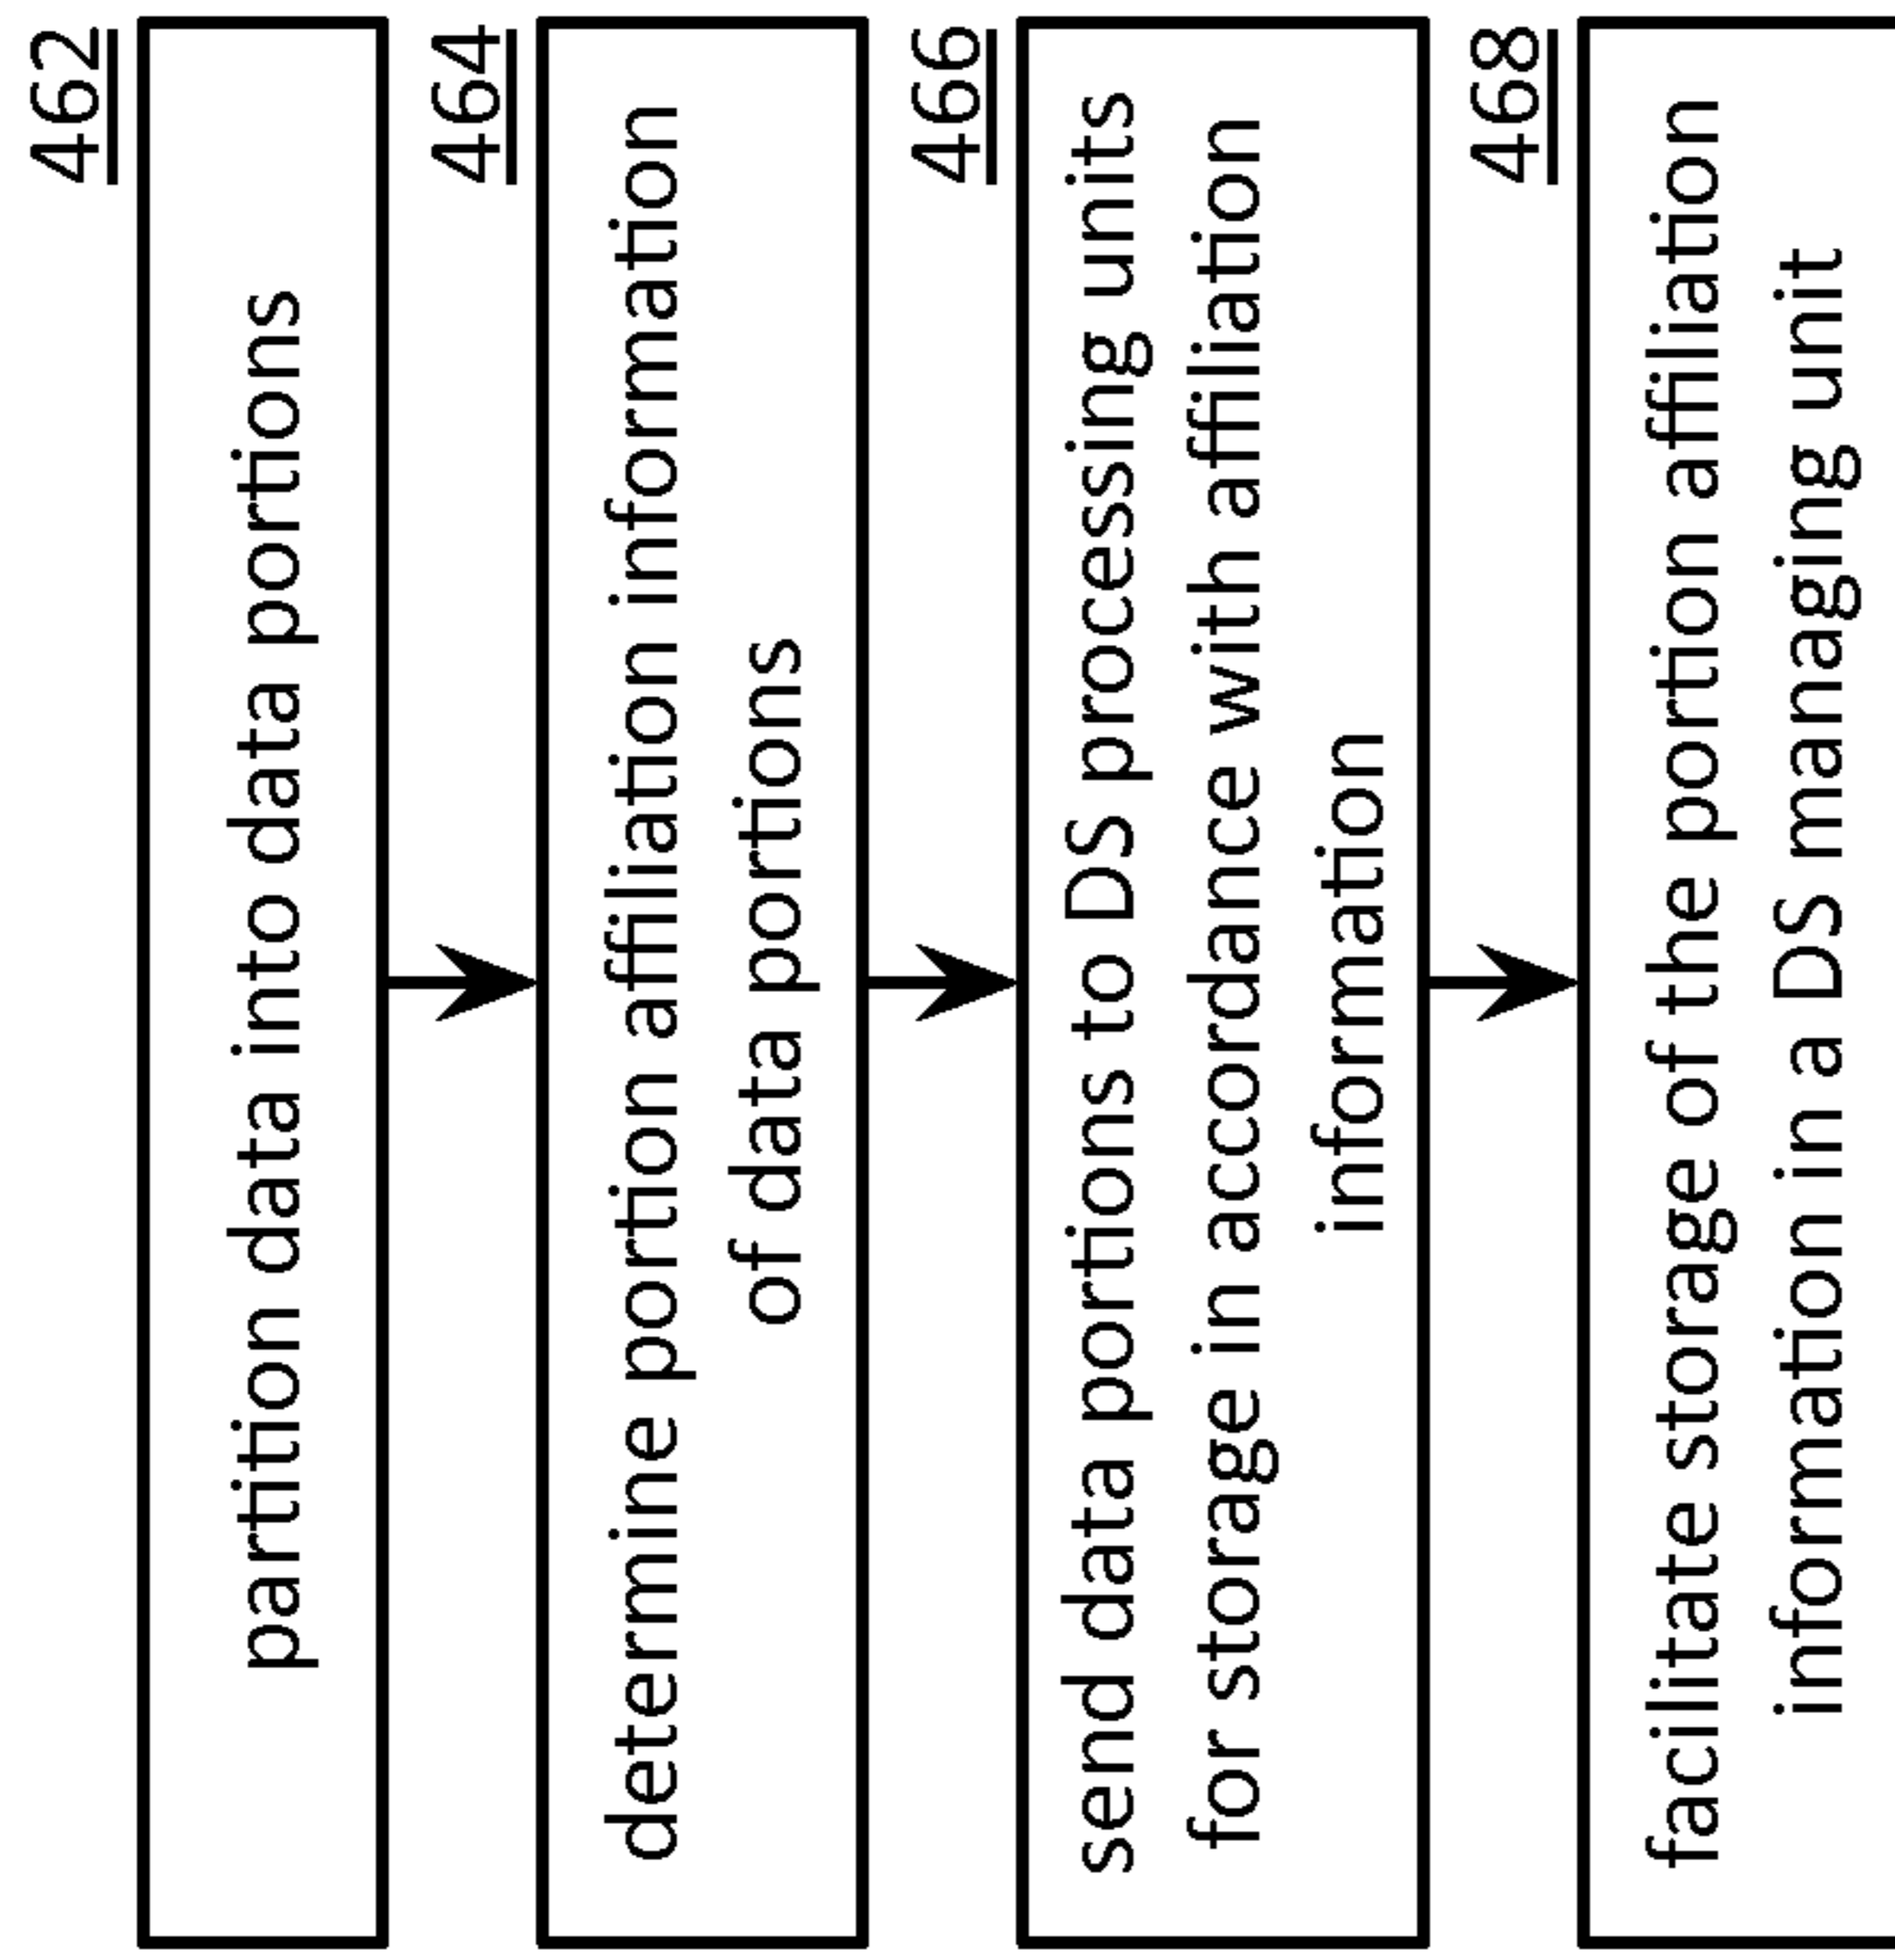 462
partition data into data portions
464
determine portion affiliation information
of data portions
466
send data portions to DS processing units
for storage in accordance with affiliation
information
468
facilitate storage of the portion affiliation
information in a DS managing unit